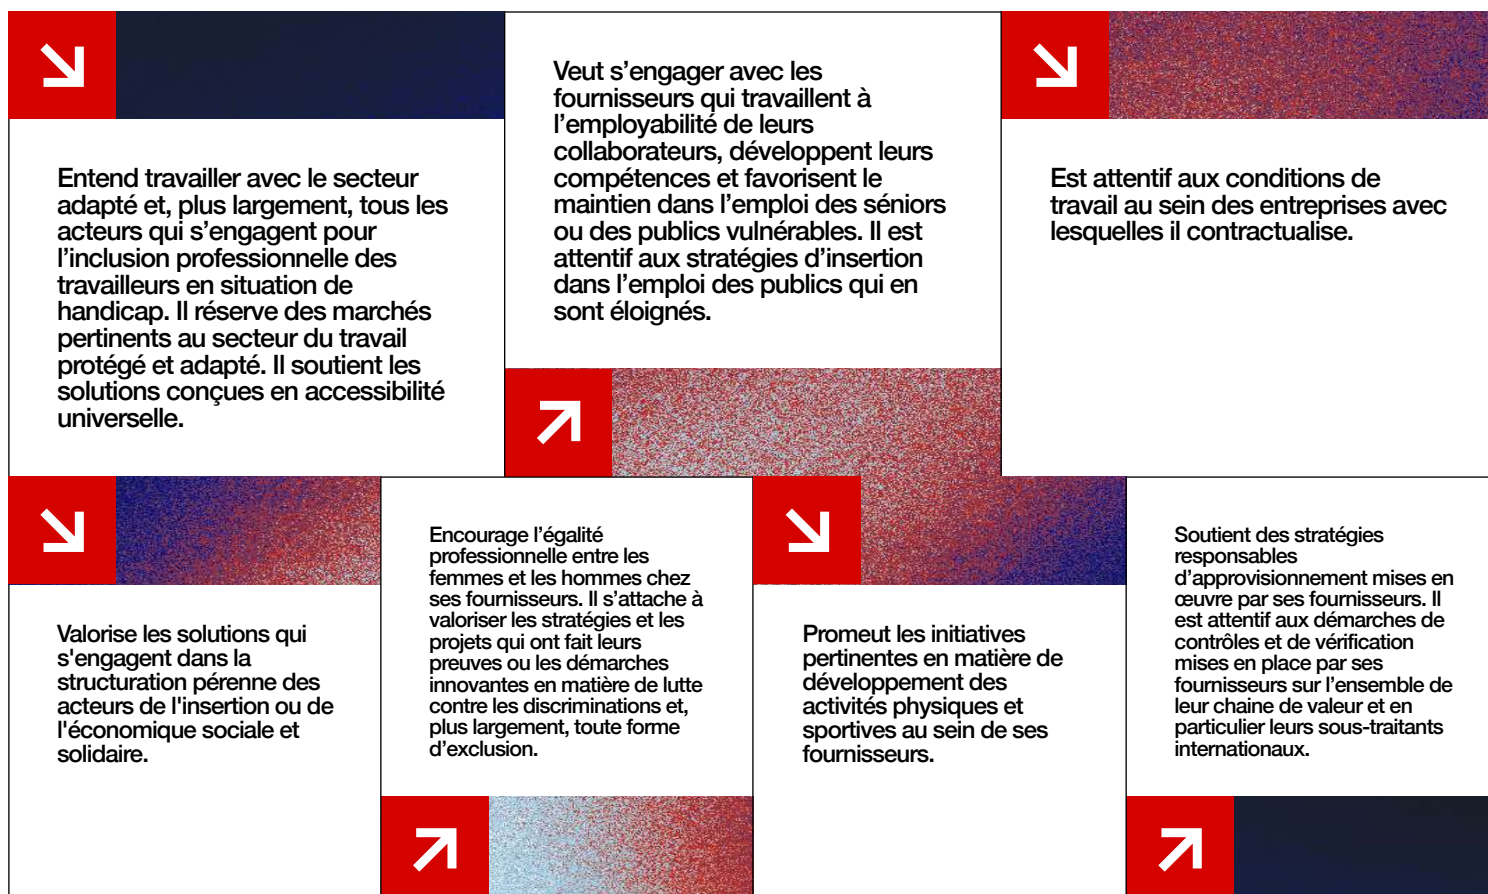 Entend travailler avec le secteur
adapté et, plus largement, tous les
acteurs qui s’engagent pour
l’inclusion professionnelle des
travailleurs en situation de
handicap. Il réserve des marchés
pertinents au secteur du travail
protégé et adapté. Il soutient les
solutions conçues en accessibilité
universelle.
Veut s’engager avec les
fournisseurs qui travaillent à
l’employabilité de leurs
collaborateurs, développent leurs
compétences et favorisent le
maintien dans l’emploi des séniors
ou des publics vulnérables. Il est
attentif aux stratégies d’insertion
dans l’emploi des publics qui en
sont éloignés.
Est attentif aux conditions de
travail au sein des entreprises avec
lesquelles il contractualise.
Valorise les solutions qui
s'engagent dans la
structuration pérenne des
acteurs de l'insertion ou de
l'économique sociale et
solidaire.
Encourage l’égalité
professionnelle entre les
femmes et les hommes chez
ses fournisseurs. Il s’attache à
valoriser les stratégies et les
projets qui ont fait leurs
preuves ou les démarches
innovantes en matière de lutte
contre les discriminations et,
plus largement, toute forme
d’exclusion.
Promeut les initiatives
pertinentes en matière de
développement des
activités physiques et
sportives au sein de ses
fournisseurs.
Soutient des stratégies
responsables
d’approvisionnement mises en
œuvre par ses fournisseurs. Il
est attentif aux démarches de
contrôles et de vérification
mises en place par ses
fournisseurs sur l’ensemble de
leur chaine de valeur et en
particulier leurs sous-traitants
internationaux.